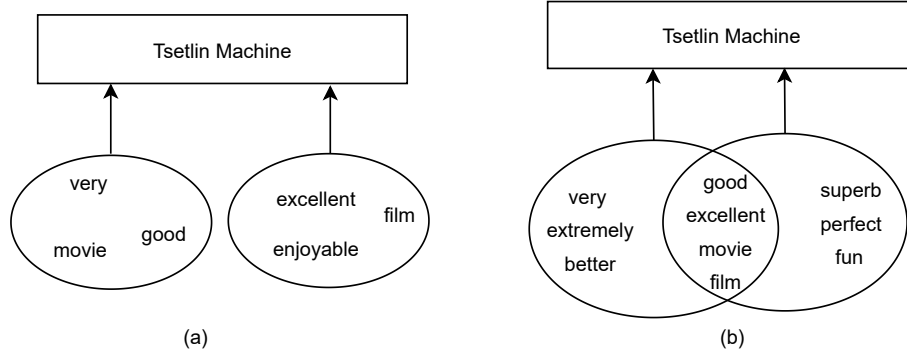 Tsetlin Machine
very
movie
good
excellent
film
enjoyable
(a)
Tsetlin Machine
very
extremely
better
good
excellent
movie
film
superb
perfect
fun
(b)